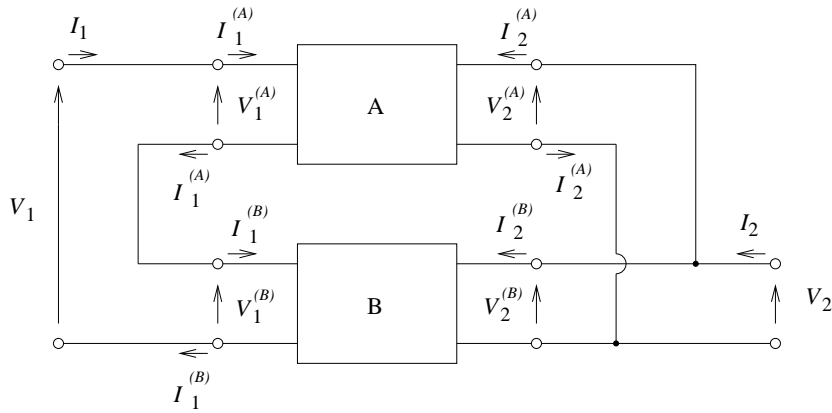 I1 I1(A) I2(A)
V1(A) A V2(A)
I1(A) I2(A)
V1 I1(B) I2(B) I2
V1(B) B V2(B) V2
I1(B)